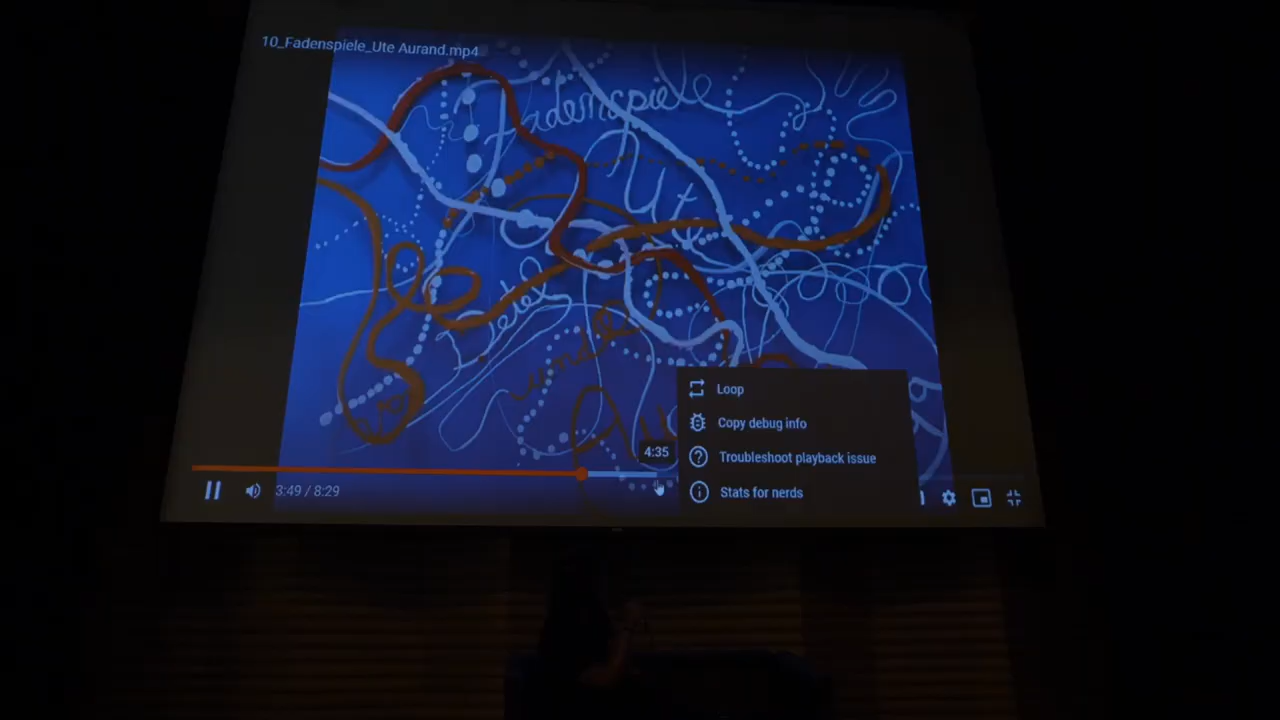 10_Fadenspiele_Ute Aurand.mp4
Fadenspiele
Ute
Detel
Loop
Copy debug info
4:35
Troubleshoot playback issue
3:49 / 8:29
Stats for nerds